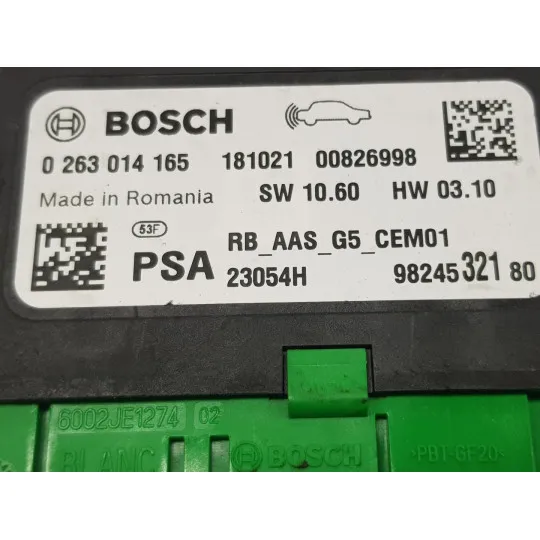 BOSCH
0 263 014 165 181021 00826998
Made in Romania SW 10.60 HW 03.10
53F RB_AAS_G5_CEM01
PSA 23054H 98245 321 80
6002JE1274 02
BLANC BOSCH >PBT-GF20<